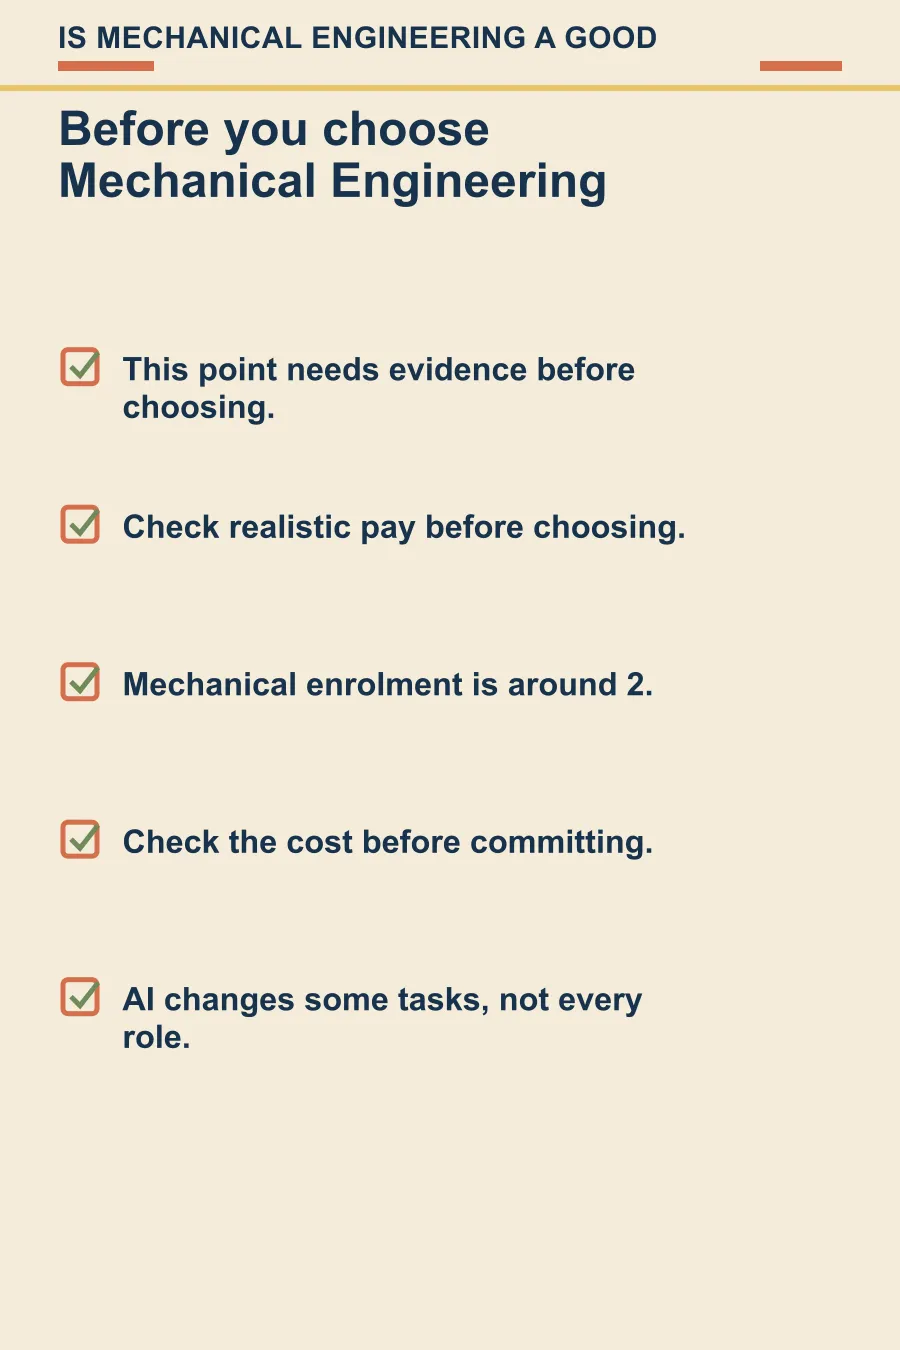 IS MECHANICAL ENGINEERING A GOOD
Before you choose
Mechanical Engineering
This point needs evidence before
choosing.
Check realistic pay before choosing.
Mechanical enrolment is around 2.
Check the cost before committing.
AI changes some tasks, not every
role.